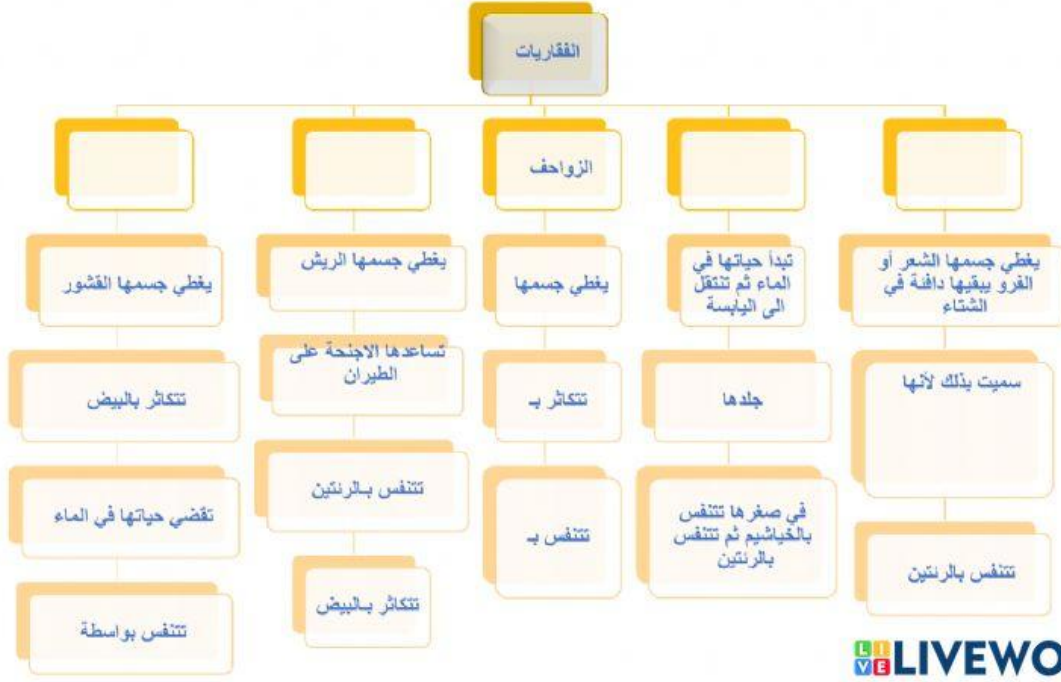 الفقاريات
الزواحف
يغطي جسمها الشعر أو
الفرو يبقيها دافئة في
الشتاء
سميت بذلك لأنها
تتنفس بالرئتين
تبدأ حياتها في
الماء ثم تنتقل
الى اليابسة
جلدها
في صغرها تتنفس
بالخياشيم ثم تتنفس
بالرئتين
يغطي جسمها
تتكاثر بـ
تتنفس بـ
يغطي جسمها الريش
تساعدها الاجنحة على
الطيران
تتنفس بالرئتين
تتكاثر بالبيض
يغطي جسمها القشور
تتكاثر بالبيض
تقضي حياتها في الماء
تتنفس بواسطة
LIVE LIVEWO